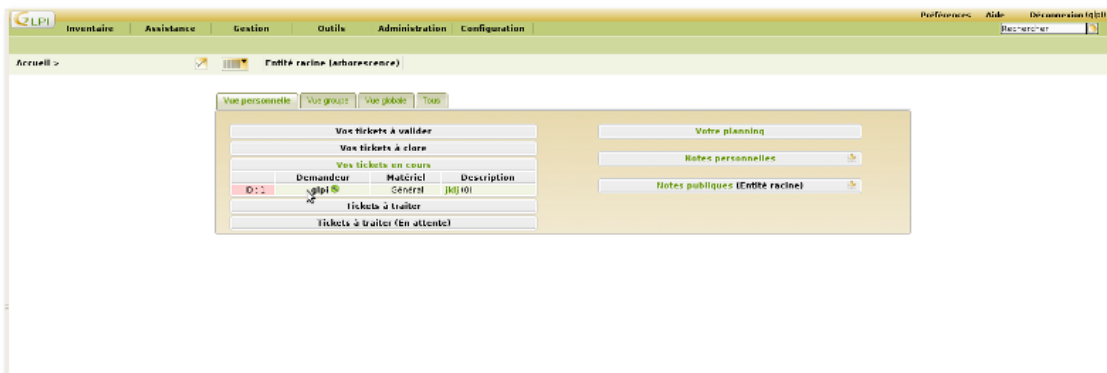 GLPI
Préférences Aide Déconnexion (glpi)
Inventaire Assistance Gestion Outils Administration Configuration
Rechercher
Accueil > Entité racine (arborescence)
Vue personnelle Vue groupe Vue globale Tous
Vos tickets à valider
Vos tickets à clore
Vos tickets en cours
Demandeur Matériel Description
ID : 1 glpi Général jklj (0)
Tickets à traiter
Tickets à traiter (En attente)
Votre planning
Notes personnelles
Notes publiques (Entité racine)